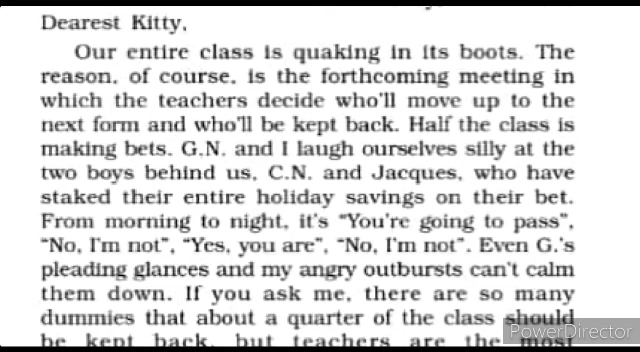 Dearest Kitty,
Our entire class is quaking in its boots. The
reason, of course, is the forthcoming meeting in
which the teachers decide who'll move up to the
next form and who'll be kept back. Half the class is
making bets. G.N. and I laugh ourselves silly at the
two boys behind us, C.N. and Jacques, who have
staked their entire holiday savings on their bet.
From morning to night, it's "You're going to pass",
"No, I'm not", "Yes, you are", "No, I'm not". Even G.'s
pleading glances and my angry outbursts can't calm
them down. If you ask me, there are so many
dummies that about a quarter of the class should
be kept back, but teachers are the most
PowerDirector